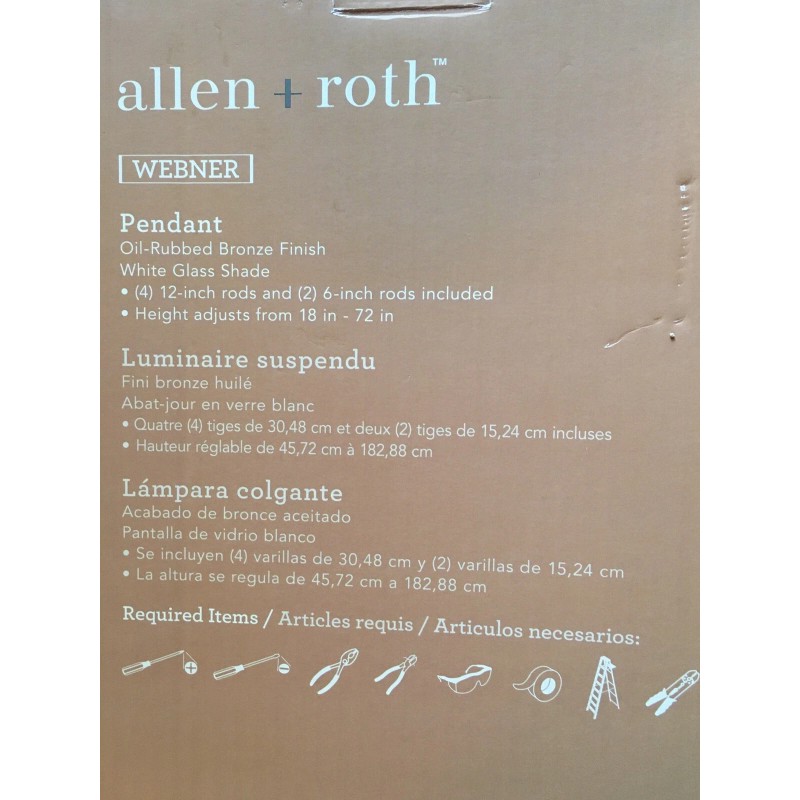 allen + roth™
WEBNER
Pendant
Oil-Rubbed Bronze Finish
White Glass Shade
• (4) 12-inch rods and (2) 6-inch rods included
• Height adjusts from 18 in - 72 in
Luminaire suspendu
Fini bronze huilé
Abat-jour en verre blanc
• Quatre (4) tiges de 30,48 cm et deux (2) tiges de 15,24 cm incluses
• Hauteur réglable de 45,72 cm à 182,88 cm
Lámpara colgante
Acabado de bronce aceitado
Pantalla de vidrio blanco
• Se incluyen (4) varillas de 30,48 cm y (2) varillas de 15,24 cm
• La altura se regula de 45,72 cm a 182,88 cm
Required Items / Articles requis / Articulos necesarios: